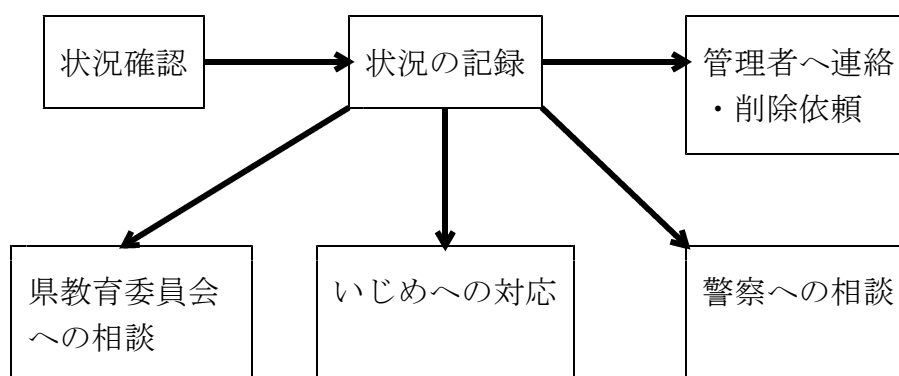 状況確認
状況の記録
管理者へ連絡
・削除依頼
県教育委員会
への相談
いじめへの対応
警察への相談